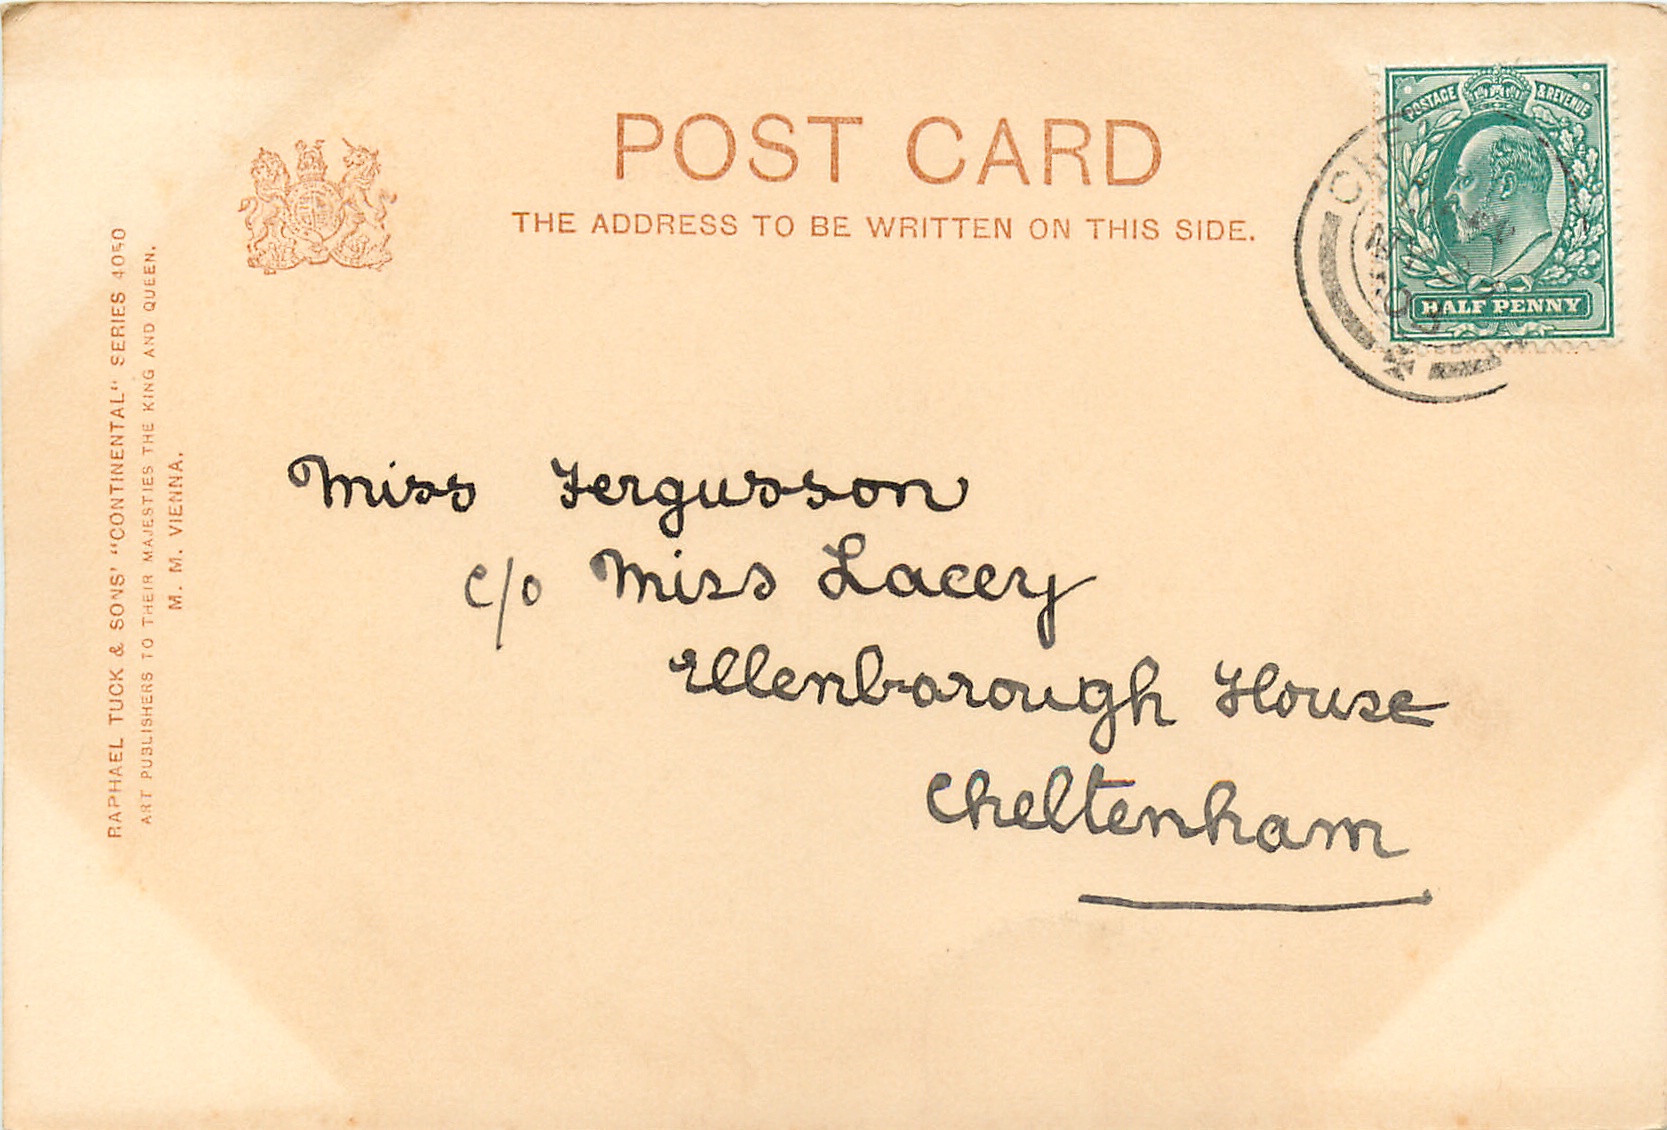 POST CARD
THE ADDRESS TO BE WRITTEN ON THIS SIDE.
POSTAGE & REVENUE
HALF PENNY
RAPHAEL TUCK & SONS' "CONTINENTAL" SERIES 4050
ART PUBLISHERS TO THEIR MAJESTIES THE KING AND QUEEN.
M. M. VIENNA.
Miss Fergusson
c/o Miss Lacey
Ellenborough House
Cheltenham